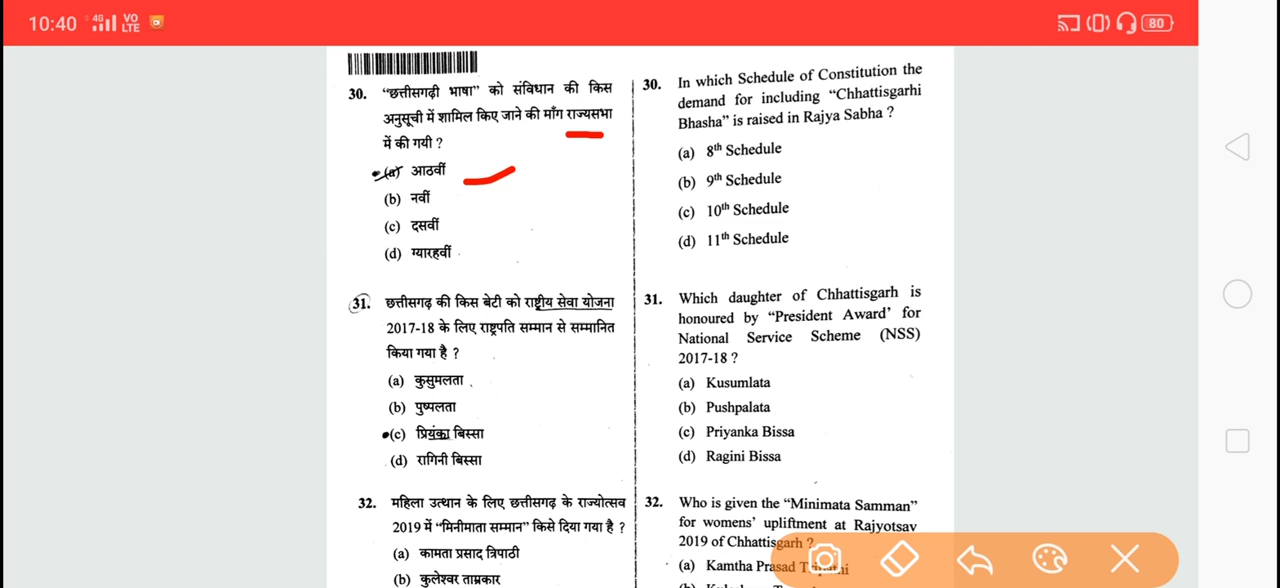 10:40 4G VO LTE 80
30. "छत्तीसगढ़ी भाषा" को संविधान की किस
अनुसूची में शामिल किए जाने की माँग राज्यसभा
में की गयी ?
(a) आठवीं
(b) नवीं
(c) दसवीं
(d) ग्यारहवीं
(31. छत्तीसगढ़ की किस बेटी को राष्ट्रीय सेवा योजना
2017-18 के लिए राष्ट्रपति सम्मान से सम्मानित
किया गया है ?
(a) कुसुमलता
(b) पुष्पलता
(c) प्रियंका बिस्सा
(d) रागिनी बिस्सा
32. महिला उत्थान के लिए छत्तीसगढ़ के राज्योत्सव
2019 में "मिनीमाता सम्मान" किसे दिया गया है ?
(a) कामता प्रसाद त्रिपाठी
(b) कुलेश्वर ताम्रकार
30. In which Schedule of Constitution the
demand for including "Chhattisgarhi
Bhasha" is raised in Rajya Sabha ?
(a) 8th Schedule
(b) 9th Schedule
(c) 10th Schedule
(d) 11th Schedule
31. Which daughter of Chhattisgarh is
honoured by "President Award' for
National Service Scheme (NSS)
2017-18 ?
(a) Kusumlata
(b) Pushpalata
(c) Priyanka Bissa
(d) Ragini Bissa
32. Who is given the "Minimata Samman"
for womens' upliftment at Rajyotsav
2019 of Chhattisgarh ?
(a) Kamtha Prasad Tripathi